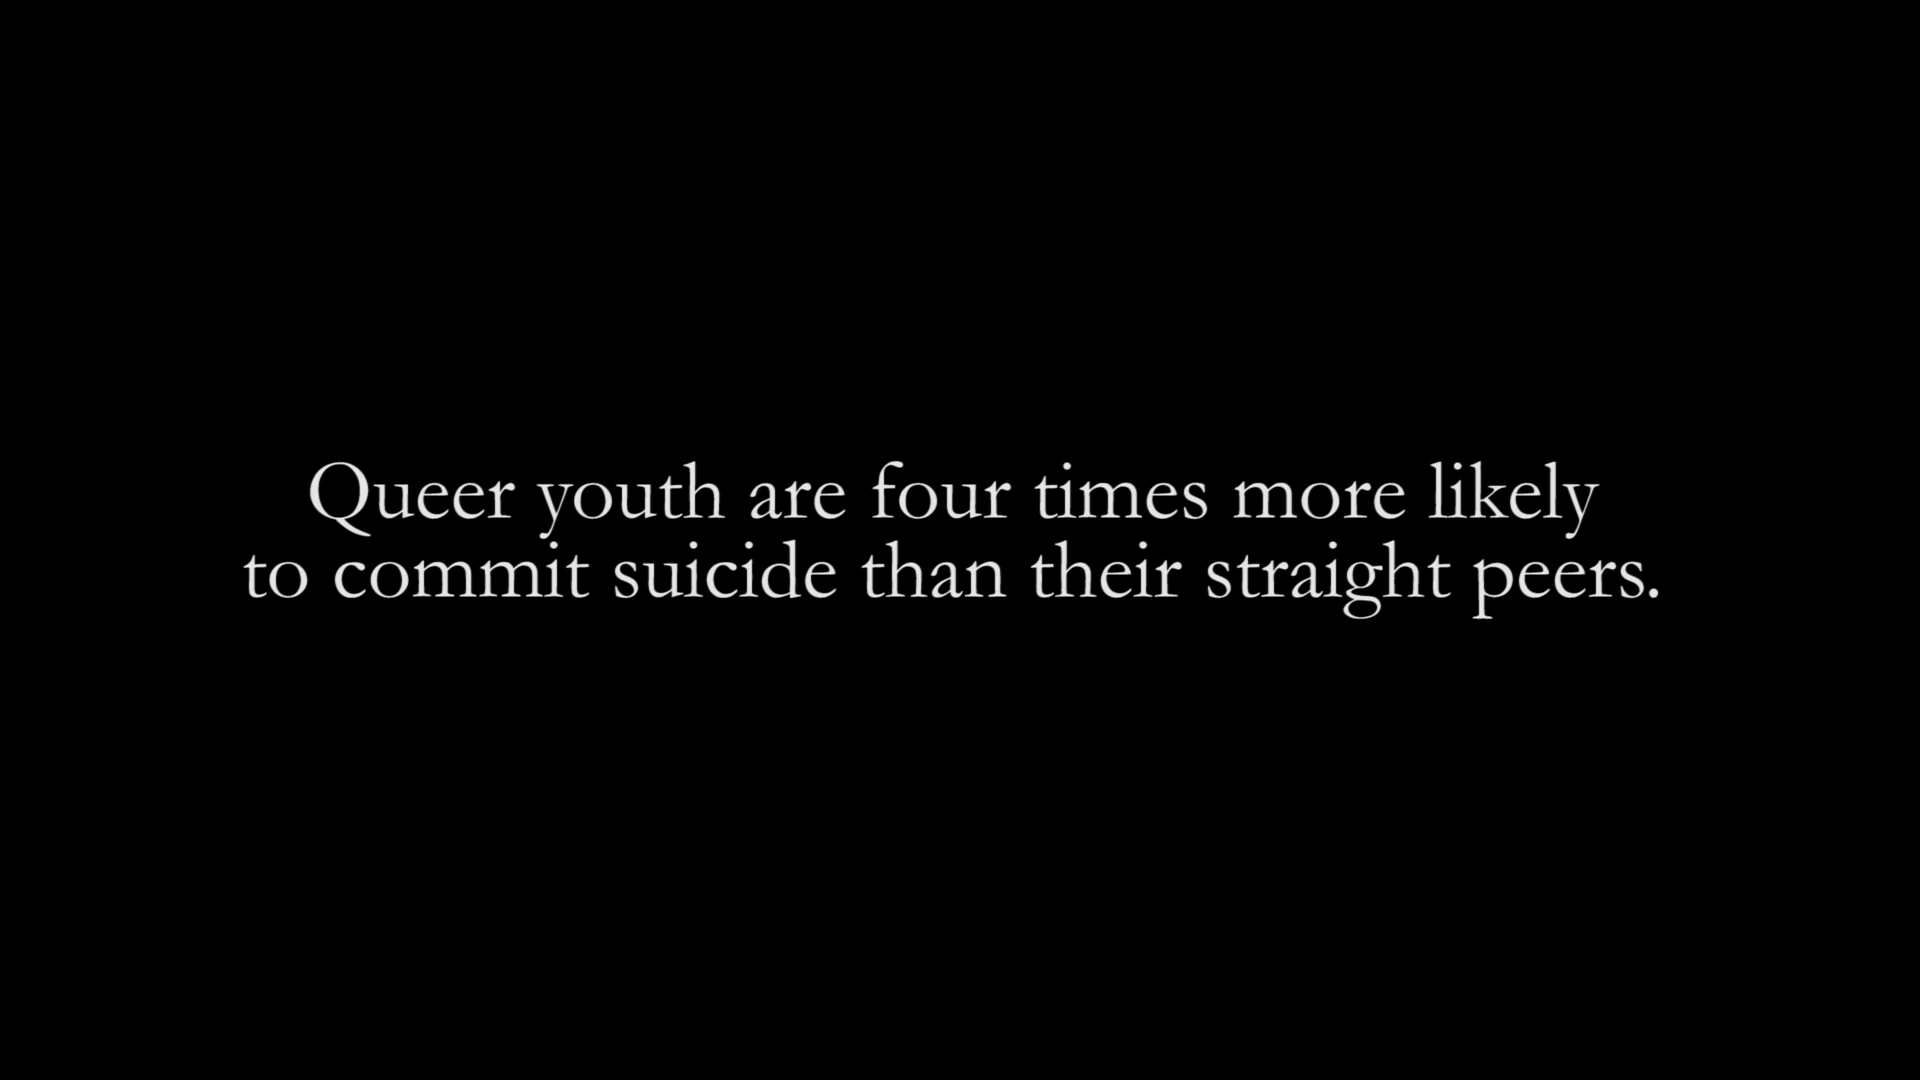 Queer youth are four times more likely
to commit suicide than their straight peers.